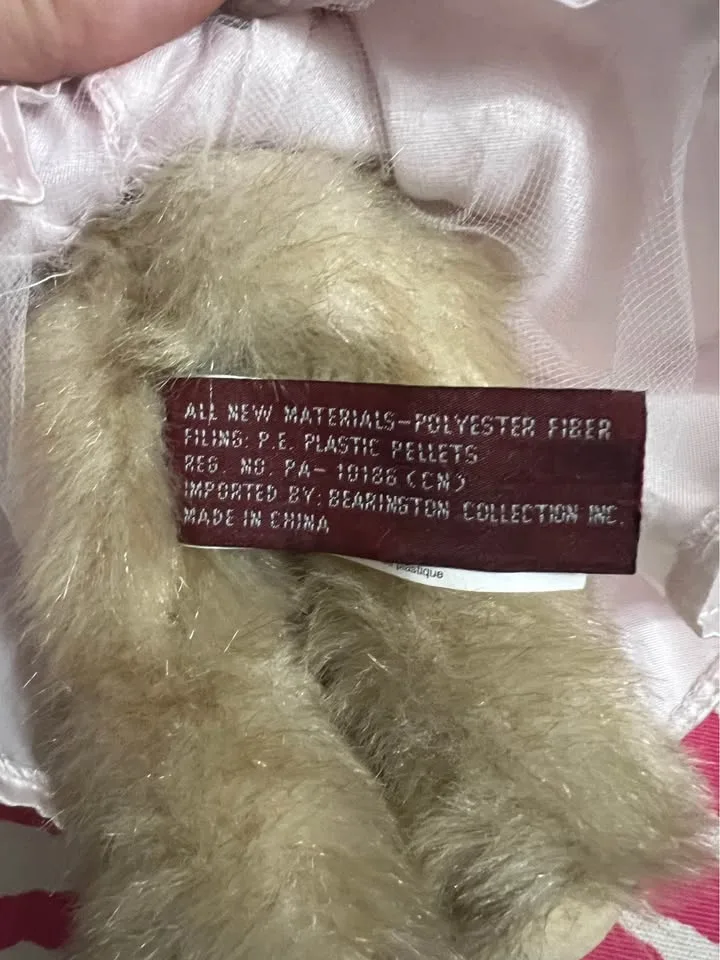 ALL NEW MATERIALS-POLYESTER FIBER
FILING: P.E. PLASTIC PELLETS
REG. NO. PA- 10186 (CN)
IMPORTED BY: BEARINGTON COLLECTION INC.
MADE IN CHINA
plastique